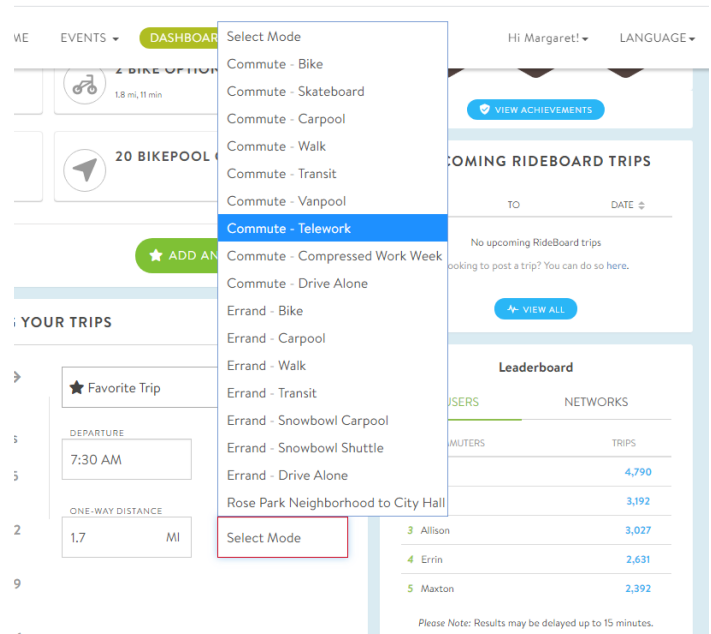 ME EVENTS DASHBOAR Hi Margaret! LANGUAGE
Select Mode
Commute - Bike
Commute - Skateboard
Commute - Carpool
Commute - Walk
Commute - Transit
Commute - Vanpool
Commute - Telework
Commute - Compressed Work Week
Commute - Drive Alone
Errand - Bike
Errand - Carpool
Errand - Walk
Errand - Transit
Errand - Snowbowl Carpool
Errand - Snowbowl Shuttle
Errand - Drive Alone
Rose Park Neighborhood to City Hall
Select Mode
2 BIKE OPTION
1.8 mi, 11 min
20 BIKEPOOL
ADD AN
YOUR TRIPS
Favorite Trip
DEPARTURE
7:30 AM
ONE-WAY DISTANCE
1.7 MI
2
9
VIEW ACHIEVEMENTS
COMING RIDEBOARD TRIPS
TO DATE
No upcoming RideBoard trips
ooking to post a trip? You can do so here.
VIEW ALL
Leaderboard
USERS NETWORKS
MUTERS TRIPS
4,790
3,192
3 Allison 3,027
4 Errin 2,631
5 Maxton 2,392
Please Note: Results may be delayed up to 15 minutes.